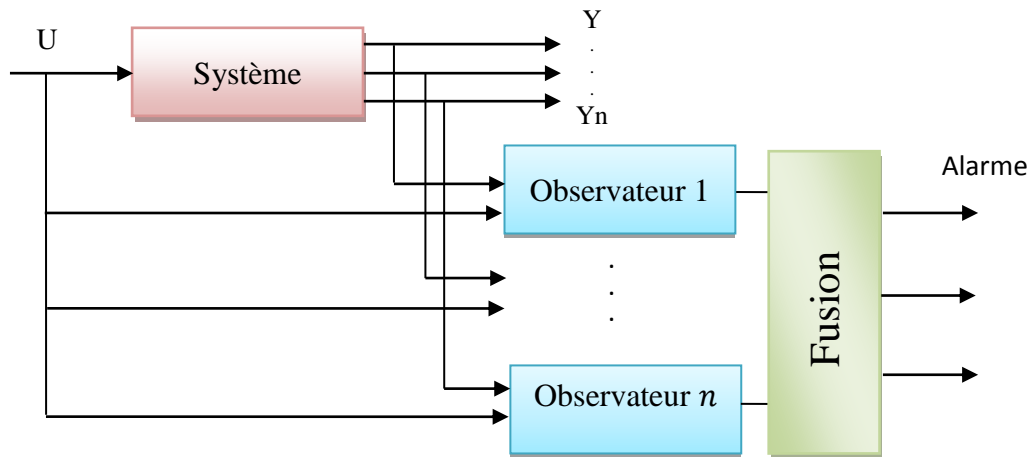 U
Système
Y
.
.
.
Yn
Observateur 1
.
.
.
Observateur n
Fusion
Alarme